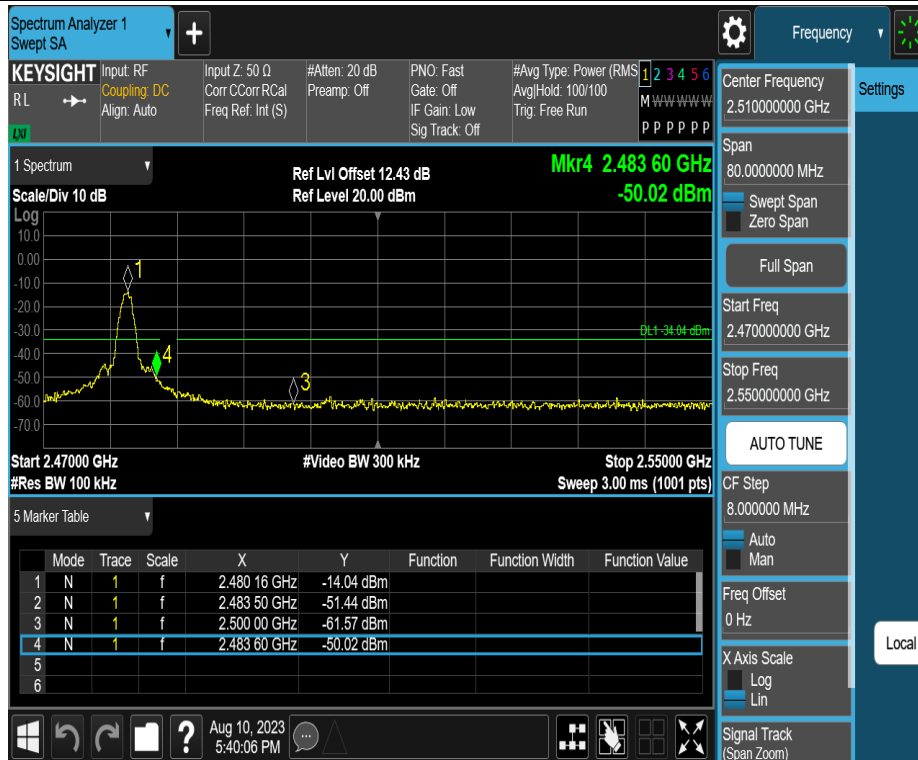 Spectrum Analyzer 1
Swept SA
+
Frequency
KEYSIGHT
R L
LXI
Input: RF
Coupling: DC
Align: Auto
Input Z: 50 Ω
Corr CCorr RCal
Freq Ref: Int (S)
#Atten: 20 dB
Preamp: Off
PNO: Fast
Gate: Off
IF Gain: Low
Sig Track: Off
#Avg Type: Power (RMS
Avg|Hold: 100/100
Trig: Free Run
1 2 3 4 5 6
M W W W W W
P P P P P P
1 Spectrum
Scale/Div 10 dB
Ref Lvl Offset 12.43 dB
Ref Level 20.00 dBm
Mkr4 2.483 60 GHz
-50.02 dBm
Log
10.0
0.00
-10.0
-20.0
-30.0
-40.0
-50.0
-60.0
-70.0
1
4
3
DL1 -34.04 dBm
Start 2.47000 GHz
#Res BW 100 kHz
#Video BW 300 kHz
Stop 2.55000 GHz
Sweep 3.00 ms (1001 pts)
5 Marker Table
Mode Trace Scale X Y Function Function Width Function Value
1 N 1 f 2.480 16 GHz -14.04 dBm
2 N 1 f 2.483 50 GHz -51.44 dBm
3 N 1 f 2.500 00 GHz -61.57 dBm
4 N 1 f 2.483 60 GHz -50.02 dBm
5
6
Aug 10, 2023
5:40:06 PM
?
Center Frequency
2.510000000 GHz
Settings
Span
80.0000000 MHz
Swept Span
Zero Span
Full Span
Start Freq
2.470000000 GHz
Stop Freq
2.550000000 GHz
AUTO TUNE
CF Step
8.000000 MHz
Auto
Man
Freq Offset
0 Hz
Local
X Axis Scale
Log
Lin
Signal Track
(Span Zoom)